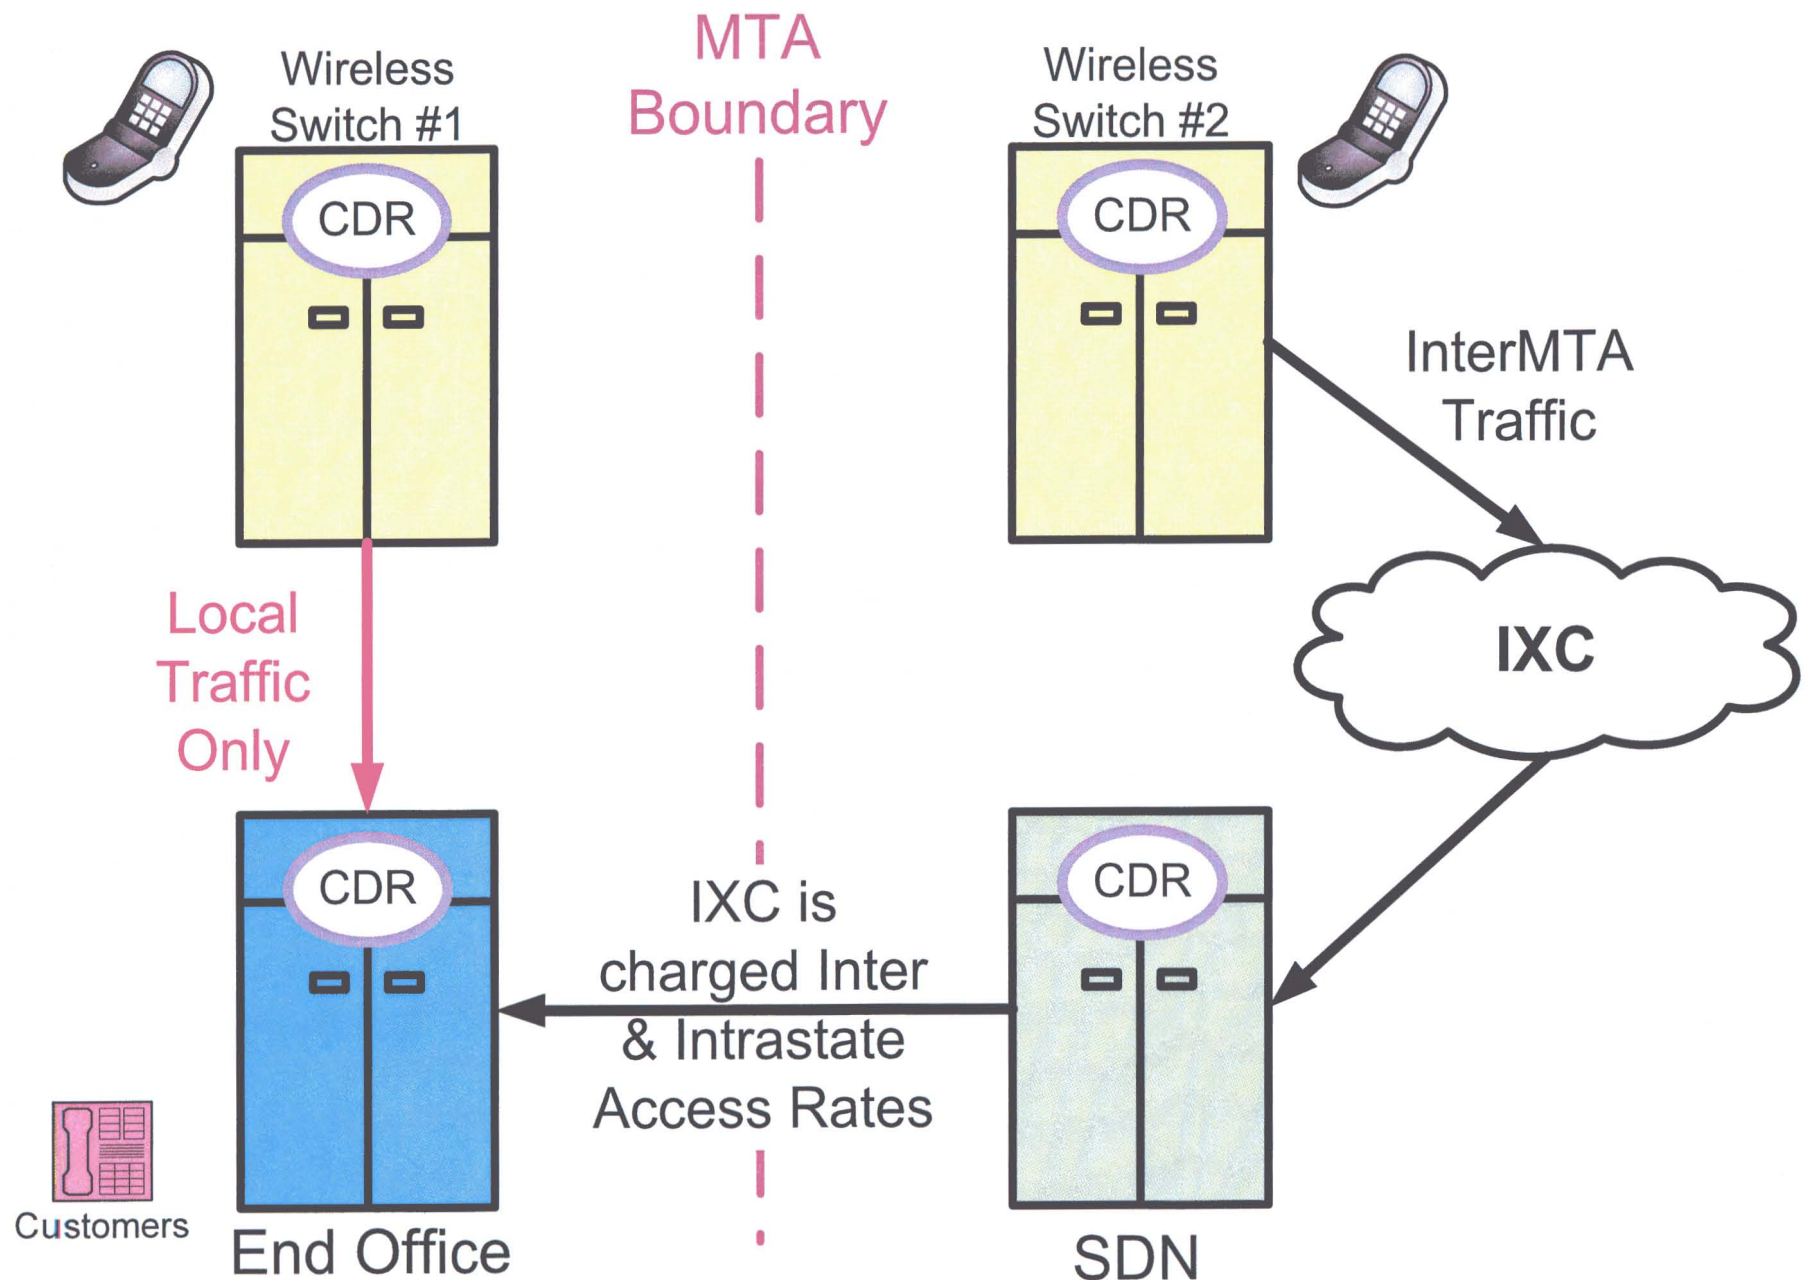 MTA
Boundary
Wireless
Switch #1
CDR
Wireless
Switch #2
CDR
InterMTA
Traffic
IXC
Local
Traffic
Only
CDR
CDR
IXC is
charged Inter
& Intrastate
Access Rates
Customers
End Office
SDN